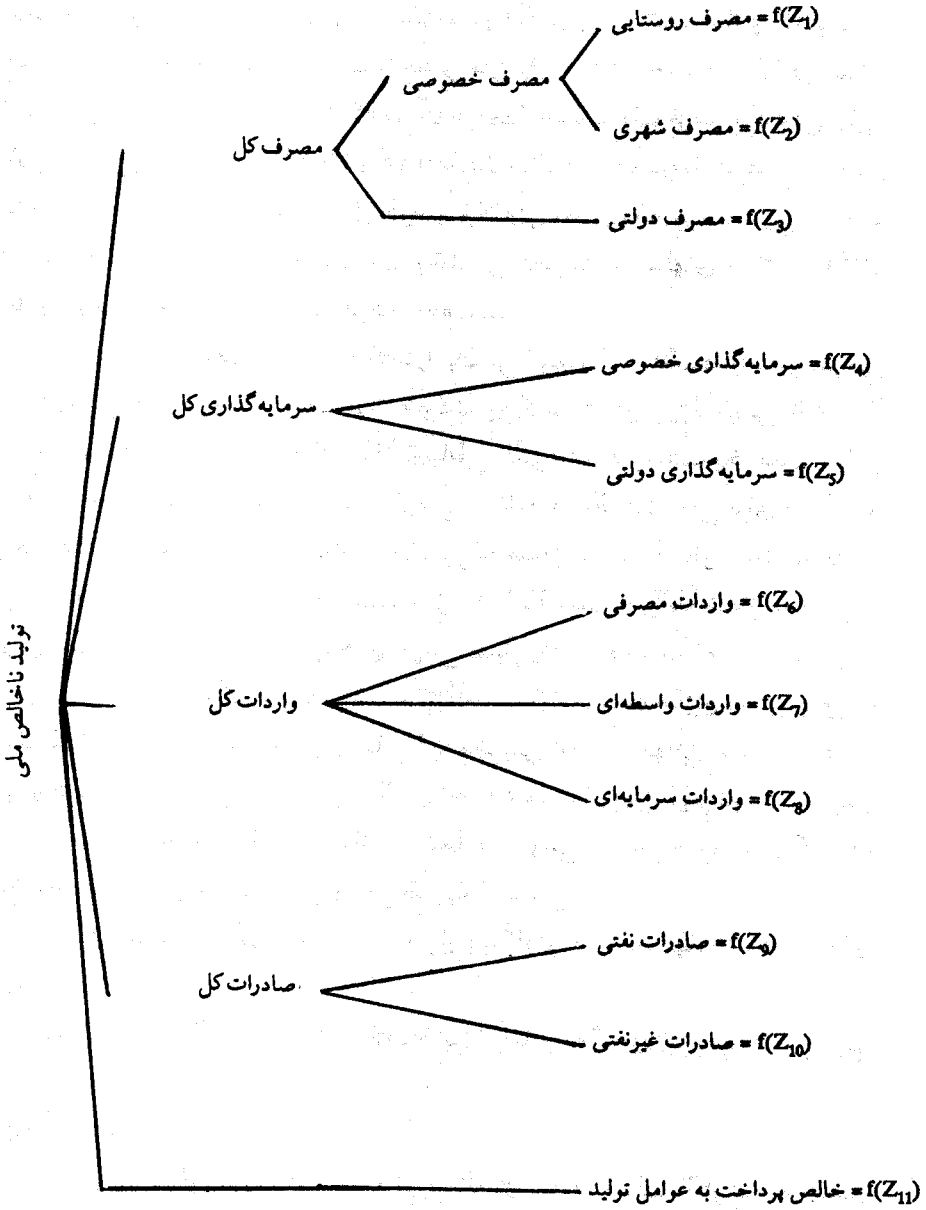 مصرف روستایی = f(Z₁)
مصرف خصوصی
مصرف شهری = f(Z₂)
مصرف کل
مصرف دولتی = f(Z₃)
سرمایه‌گذاری خصوصی = f(Z₄)
سرمایه‌گذاری کل
سرمایه‌گذاری دولتی = f(Z₅)
واردات مصرفی = f(Z₆)
تولید ناخالص ملی
واردات کل
واردات واسطه‌ای = f(Z₇)
واردات سرمایه‌ای = f(Z₈)
صادرات نفتی = f(Z₉)
صادرات کل
صادرات غیرنفتی = f(Z₁₀)
خالص پرداخت به عوامل تولید = f(Z₁₁)